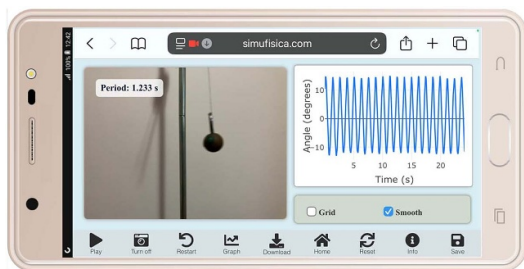 12:42
100%
simufisica.com
Period: 1.233 s
Angle (degrees)
10
0
-10
5 10 15 20
Time (s)
Grid Smooth
Play Turn off Restart Graph Download Home Reset Info Save